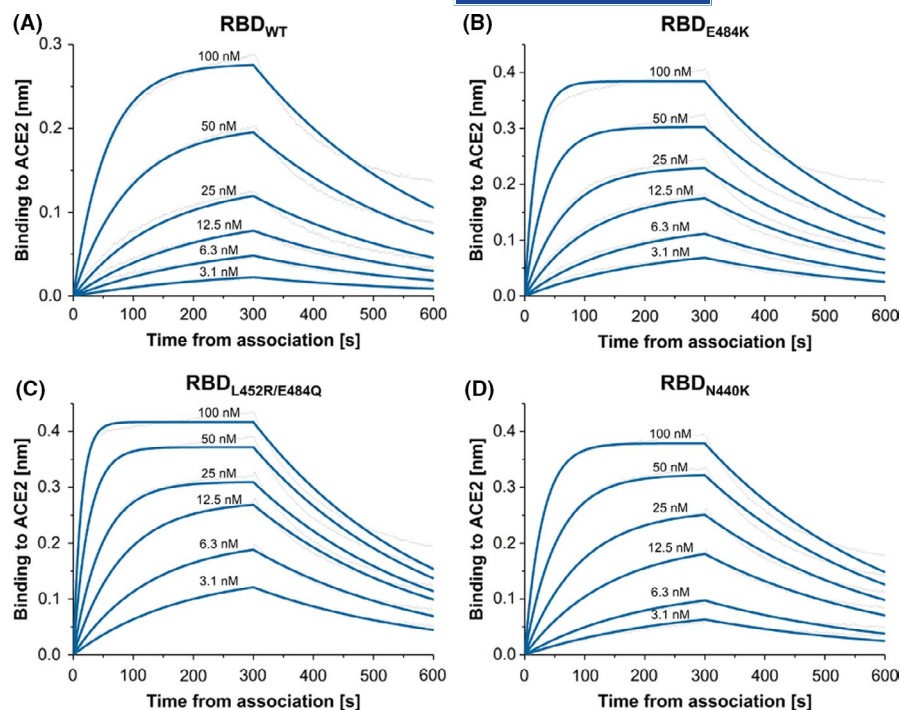 (A)
RBD WT
Binding to ACE2 [nm]
0.3
0.2
0.1
0.0
100 nM
50 nM
25 nM
12.5 nM
6.3 nM
3.1 nM
0 100 200 300 400 500 600
Time from association [s]
(B)
RBD E484K
Binding to ACE2 [nm]
0.4
0.3
0.2
0.1
0.0
100 nM
50 nM
25 nM
12.5 nM
6.3 nM
3.1 nM
0 100 200 300 400 500 600
Time from association [s]
(C)
RBD L452R/E484Q
Binding to ACE2 [nm]
0.4
0.3
0.2
0.1
0.0
100 nM
50 nM
25 nM
12.5 nM
6.3 nM
3.1 nM
0 100 200 300 400 500 600
Time from association [s]
(D)
RBD N440K
Binding to ACE2 [nm]
0.4
0.3
0.2
0.1
0.0
100 nM
50 nM
25 nM
12.5 nM
6.3 nM
3.1 nM
0 100 200 300 400 500 600
Time from association [s]